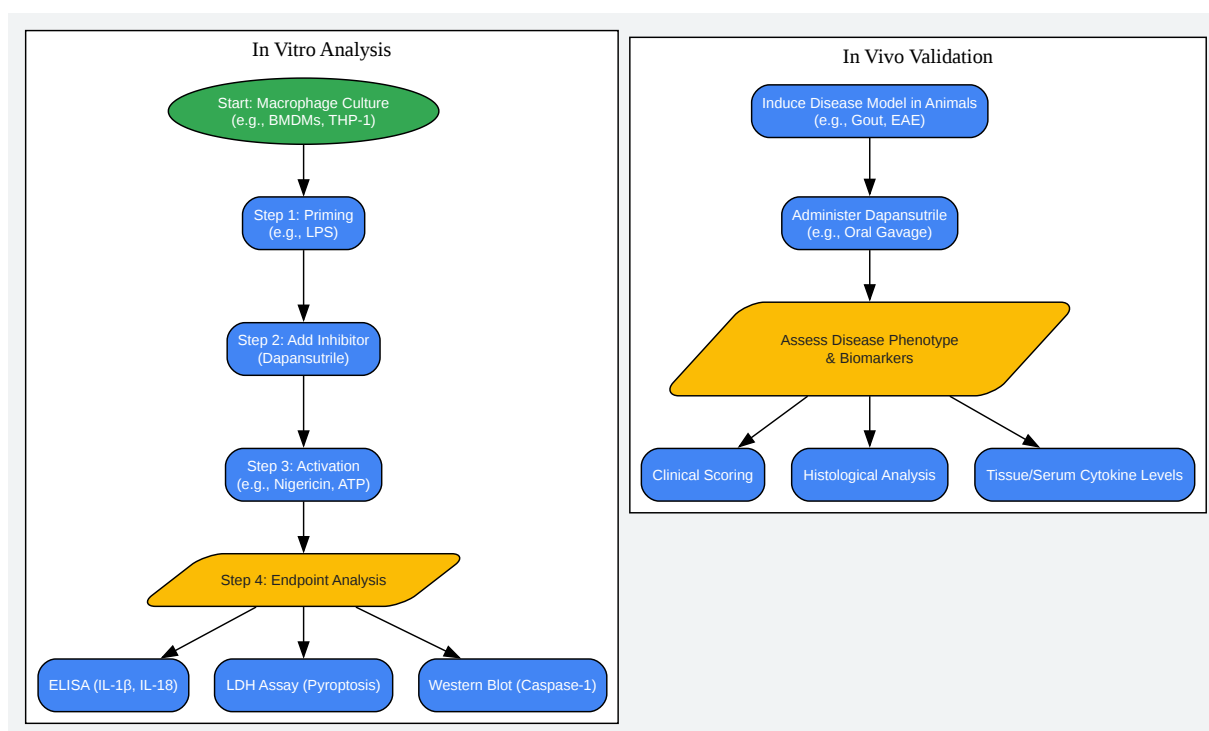 In Vitro Analysis
Start: Macrophage Culture
(e.g., BMDMs, THP-1)
Step 1: Priming
(e.g., LPS)
Step 2: Add Inhibitor
(Dapansutrile)
Step 3: Activation
(e.g., Nigericin, ATP)
Step 4: Endpoint Analysis
ELISA (IL-1β, IL-18)
LDH Assay (Pyroptosis)
Western Blot (Caspase-1)
In Vivo Validation
Induce Disease Model in Animals
(e.g., Gout, EAE)
Administer Dapansutrile
(e.g., Oral Gavage)
Assess Disease Phenotype
& Biomarkers
Clinical Scoring
Histological Analysis
Tissue/Serum Cytokine Levels